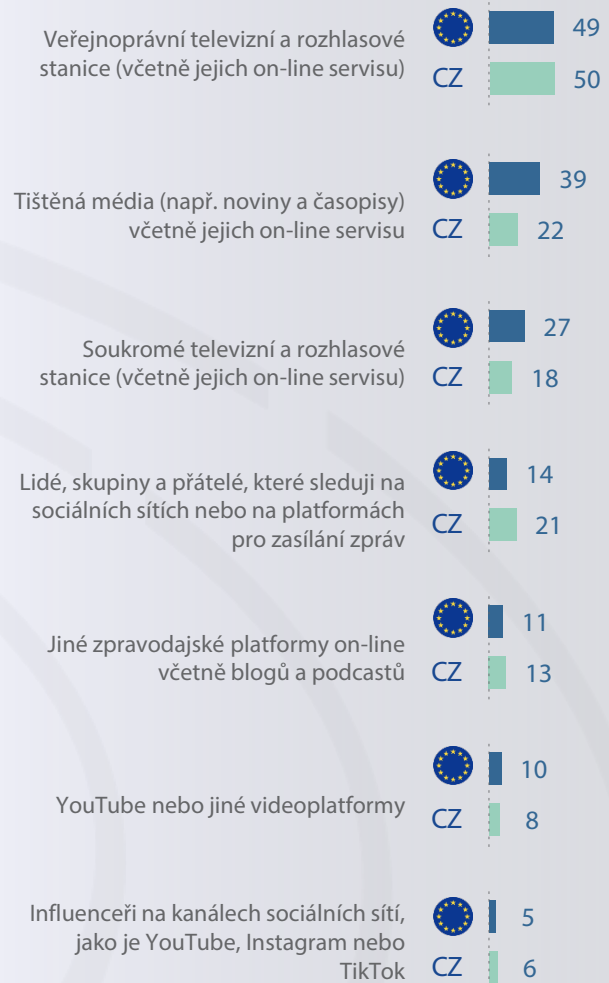 Veřejnoprávní televizní a rozhlasové
stanice (včetně jejich on-line servisu)
49
CZ 50
Tištěná média (např. noviny a časopisy)
včetně jejich on-line servisu
39
CZ 22
Soukromé televizní a rozhlasové
stanice (včetně jejich on-line servisu)
27
CZ 18
Lidé, skupiny a přátelé, které sleduji na
sociálních sítích nebo na platformách
pro zasílání zpráv
14
CZ 21
Jiné zpravodajské platformy on-line
včetně blogů a podcastů
11
CZ 13
YouTube nebo jiné videoplatformy
10
CZ 8
Influenceři na kanálech sociálních sítí,
jako je YouTube, Instagram nebo
TikTok
5
CZ 6